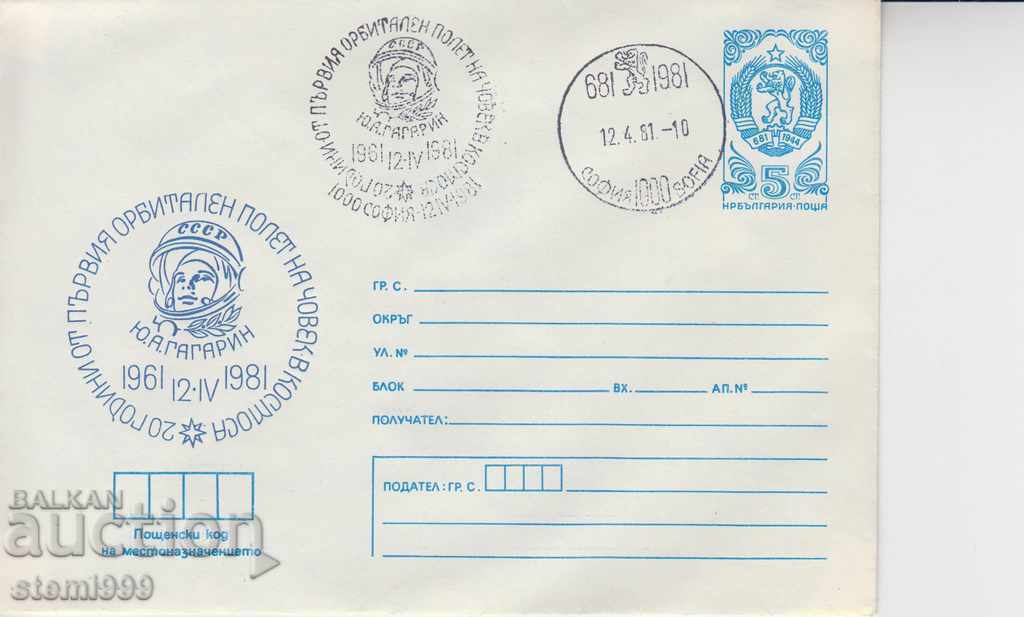 20 ГОДИНИ ОТ ПЪРВИЯ ОРБИТАЛЕН ПОЛЕТ НА ЧОВЕК В КОСМОСА
1000 СОФИЯ · 12.IV.1981
СССР
Ю.А.ГАГАРИН
1961 12·IV 1981
681 1981
12.4.81.-10
СОФИЯ 1000 SOFIA
681 1944
СТ 5 СТ
НРБЪЛГАРИЯ·ПОЩА
20 ГОДИНИ ОТ ПЪРВИЯ ОРБИТАЛЕН ПОЛЕТ НА ЧОВЕК·В КОСМОСА
СССР
Ю.А.ГАГАРИН
1961 12·IV 1981
ГР. С.
ОКРЪГ
УЛ. №
БЛОК ВХ. АП.№
ПОЛУЧАТЕЛ:
ПОДАТЕЛ: ГР. С.
Пощенски код
на местоназначението
BALKAN
auction
steml999